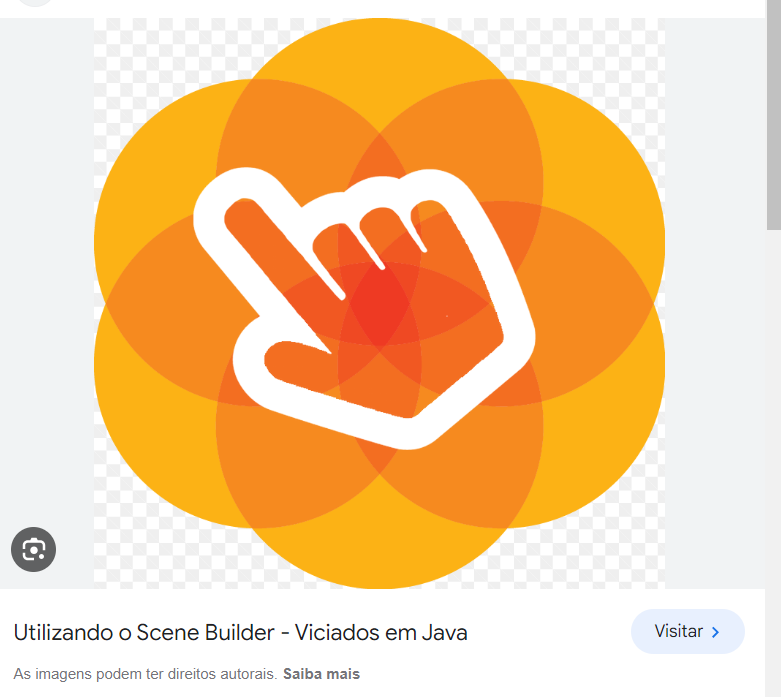 Utilizando o Scene Builder - Viciados em Java
Visitar
As imagens podem ter direitos autorais. Saiba mais